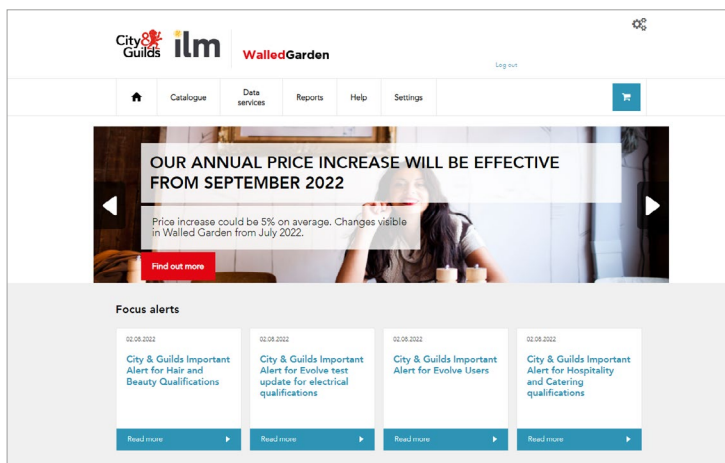 City&
Guilds
ilm
WalledGarden
Log out
Catalogue
Data
services
Reports
Help
Settings
OUR ANNUAL PRICE INCREASE WILL BE EFFECTIVE
FROM SEPTEMBER 2022
Price increase could be 5% on average. Changes visible
in Walled Garden from July 2022.
Find out more
Focus alerts
02.08.2022
City & Guilds Important
Alert for Hair and
Beauty Qualifications
Read more
02.08.2022
City & Guilds Important
Alert for Evolve test
update for electrical
qualifications
Read more
02.08.2022
City & Guilds Important
Alert for Evolve Users
Read more
02.08.2022
City & Guilds Important
Alert for Hospitality
and Catering
qualifications
Read more